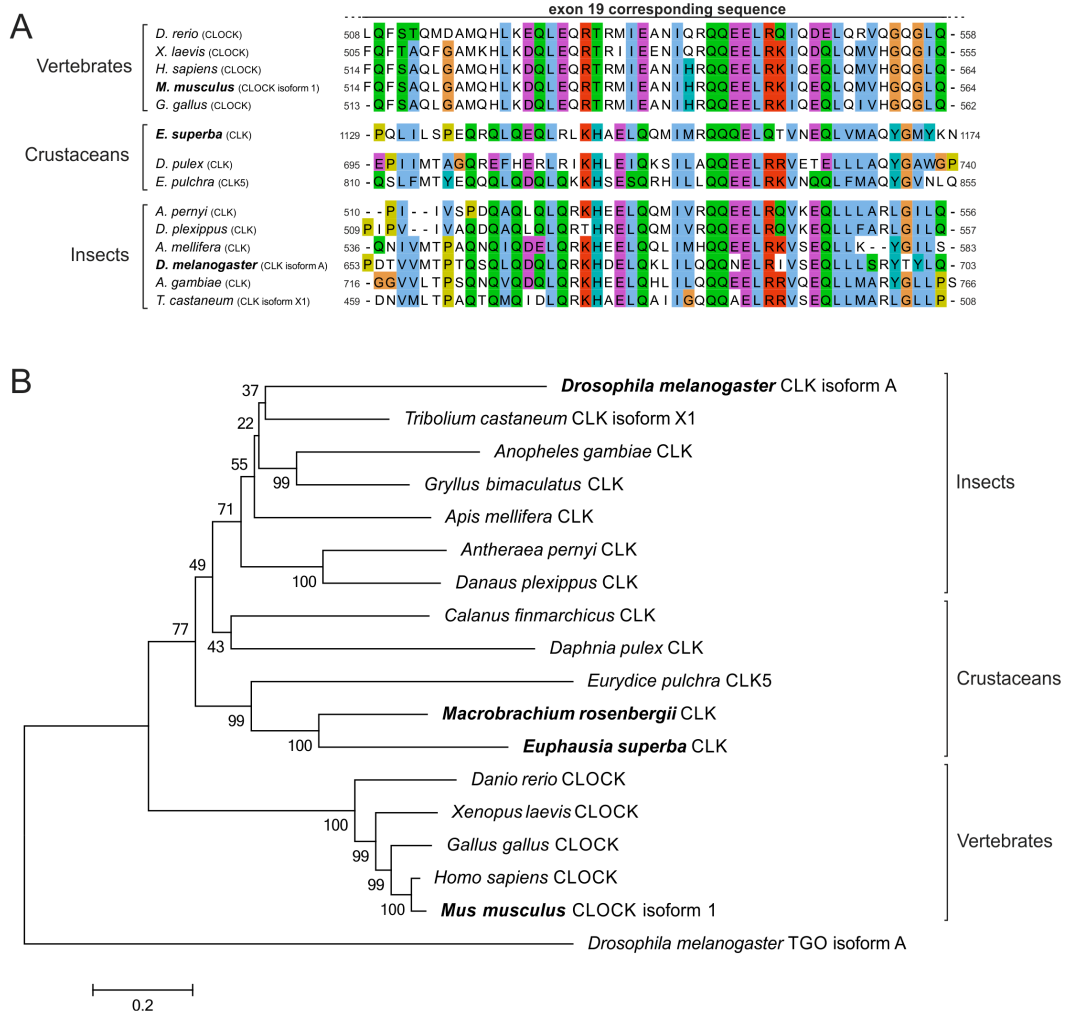 A
exon 19 corresponding sequence
Vertebrates
D. rerio (CLOCK) 508 LQFSTQMDAMQHLKEQLEQRTRMIEANIQRQQEELRQIQDELQRVQGQGLQ- 558
X. laevis (CLOCK) 505 FQFTAQFGAMKHLKDQLEQRTRIIEANIQRQQEELRKIQDQLQMVHGQGLQ- 555
H. sapiens (CLOCK) 514 FQFSAQLGAMQHLKDQLEQRTRMIEANIHRQQEELRKIQEQLQMVHGQGLQ- 564
M. musculus (CLOCK isoform 1) 514 FQFSAQLGAMQHLKDQLEQRTRMIEANIHRQQEELRKIQEQLQMVHGQGLQ- 564
G. gallus (CLOCK) 513 -QFSAQLGAMQHLKDQLEQRTRMIEANIHRQQEELRKIQEQLQIVHGQGLQ- 562
Crustaceans
E. superba (CLK) 1129 -PQLILSPEQRQLQEQLRLKHAELQQMIMRQQQELQTVNEQLVMAQYGMYKN 1174
D. pulex (CLK) 695 -EPIIMTAGQREFHERLRIKHLEIQKSILAQQEELRRVETELLLAQYGAWGP 740
E. pulchra (CLK5) 810 -QSLFMTYEQQQLQDQLQKKHSESQRHILLQQEELRKVNQQLFMAQYGVNLQ 855
Insects
A. pernyi (CLK) 510 --PI--IVSPDQAQLQLQRKHEELQQMIVRQQEELRQVKEQLLLARLGILQ- 556
D. plexippus (CLK) 509 PIPV--IVAQDQAQLQLQRTHRELQQMIVRQQEELRQVKEQLLFARLGILQ- 557
A. mellifera (CLK) 536 -QNIVMTPAQNQIQDELQRKHEELQQLIMHQQEELRKVSEQLLK--YGILS- 583
D. melanogaster (CLK isoform A) 653 PDTVVMTPTQSQLQDQLQRKHDELQKLILQQQNELRIVSEQLLLSRYTYLQ- 703
A. gambiae (CLK) 716 -GGVVLTPSQNQVQDQLQRKHEELQQLILQQQEELRRVQEQLLMARYGLLPS 766
T. castaneum (CLK isoform X1) 459 -DNVMLTPAQTQMQIDLQRKHAELQAIIGQQQAELRRVSEQLLMARLGLLP- 508
B
37
Drosophila melanogaster CLK isoform A
22
Tribolium castaneum CLK isoform X1
Anopheles gambiae CLK
55
99
Gryllus bimaculatus CLK
Insects
71
Apis mellifera CLK
Antheraea pernyi CLK
49
100
Danaus plexippus CLK
Calanus finmarchicus CLK
77
43
Daphnia pulex CLK
Eurydice pulchra CLK5
Crustaceans
99
Macrobrachium rosenbergii CLK
100
Euphausia superba CLK
Danio rerio CLOCK
100
Xenopus laevis CLOCK
Gallus gallus CLOCK
Vertebrates
99
Homo sapiens CLOCK
99
100
Mus musculus CLOCK isoform 1
Drosophila melanogaster TGO isoform A
0.2